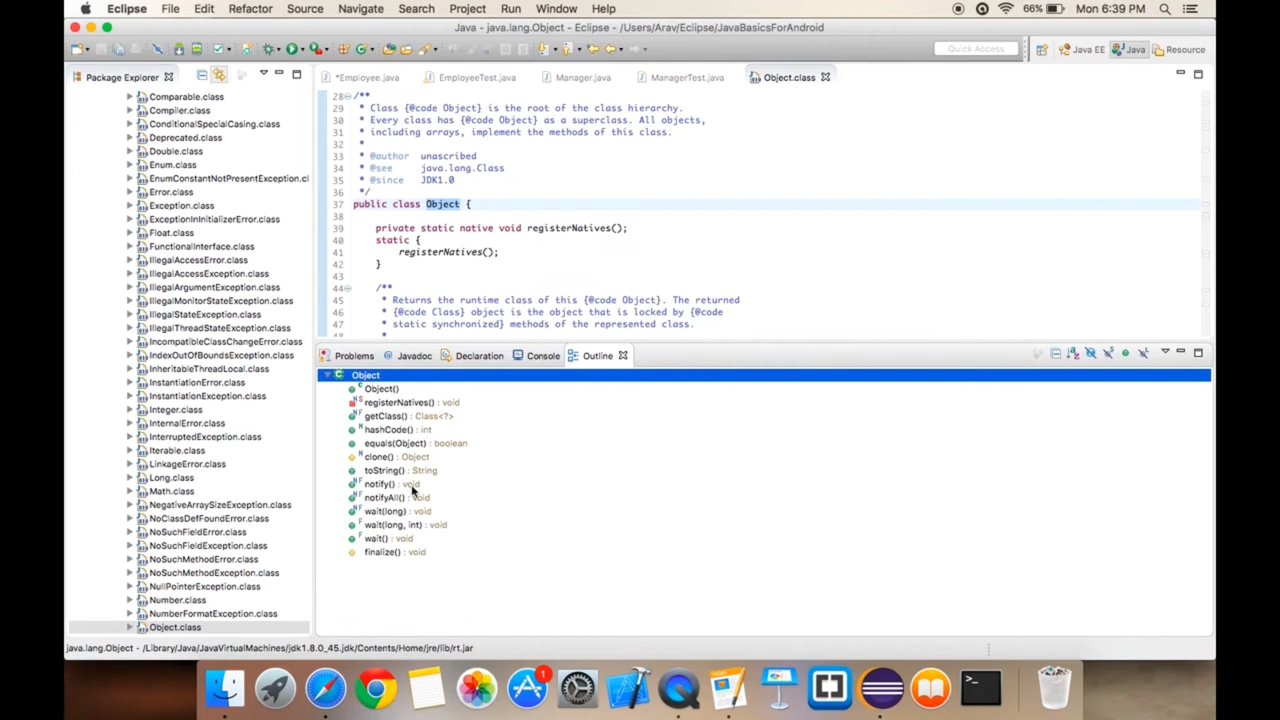 Eclipse File Edit Refactor Source Navigate Search Project Run Window Help 66% Mon 6:39 PM
Java - java.lang.Object - Eclipse - /Users/Arav/Eclipse/JavaBasicsForAndroid
Quick Access Java EE Java Resource
Package Explorer
Comparable.class
Compiler.class
ConditionalSpecialCasing.class
Deprecated.class
Double.class
Enum.class
EnumConstantNotPresentException.cl
Error.class
Exception.class
ExceptionInInitializerError.class
Float.class
FunctionalInterface.class
IllegalAccessError.class
IllegalAccessException.class
IllegalArgumentException.class
IllegalMonitorStateException.class
IllegalStateException.class
IllegalThreadStateException.class
IncompatibleClassChangeError.class
IndexOutOfBoundsException.class
InheritableThreadLocal.class
InstantiationError.class
InstantiationException.class
Integer.class
InternalError.class
InterruptedException.class
Iterable.class
LinkageError.class
Long.class
Math.class
NegativeArraySizeException.class
NoClassDefFoundError.class
NoSuchFieldError.class
NoSuchFieldException.class
NoSuchMethodError.class
NoSuchMethodException.class
NullPointerException.class
Number.class
NumberFormatException.class
Object.class
*Employee.java EmployeeTest.java Manager.java ManagerTest.java Object.class
28 /**
29 * Class {@code Object} is the root of the class hierarchy.
30 * Every class has {@code Object} as a superclass. All objects,
31 * including arrays, implement the methods of this class.
32 *
33 * @author unascribed
34 * @see java.lang.Class
35 * @since JDK1.0
36 */
37 public class Object {
38
39 private static native void registerNatives();
40 static {
41 registerNatives();
42 }
43
44 /**
45 * Returns the runtime class of this {@code Object}. The returned
46 * {@code Class} object is the object that is locked by {@code
47 * static synchronized} methods of the represented class.
Problems Javadoc Declaration Console Outline
Object
Object()
registerNatives() : void
getClass() : Class<?>
hashCode() : int
equals(Object) : boolean
clone() : Object
toString() : String
notify() : void
notifyAll() : void
wait(long) : void
wait(long, int) : void
wait() : void
finalize() : void
java.lang.Object - /Library/Java/JavaVirtualMachines/jdk1.8.0_45.jdk/Contents/Home/jre/lib/rt.jar
1